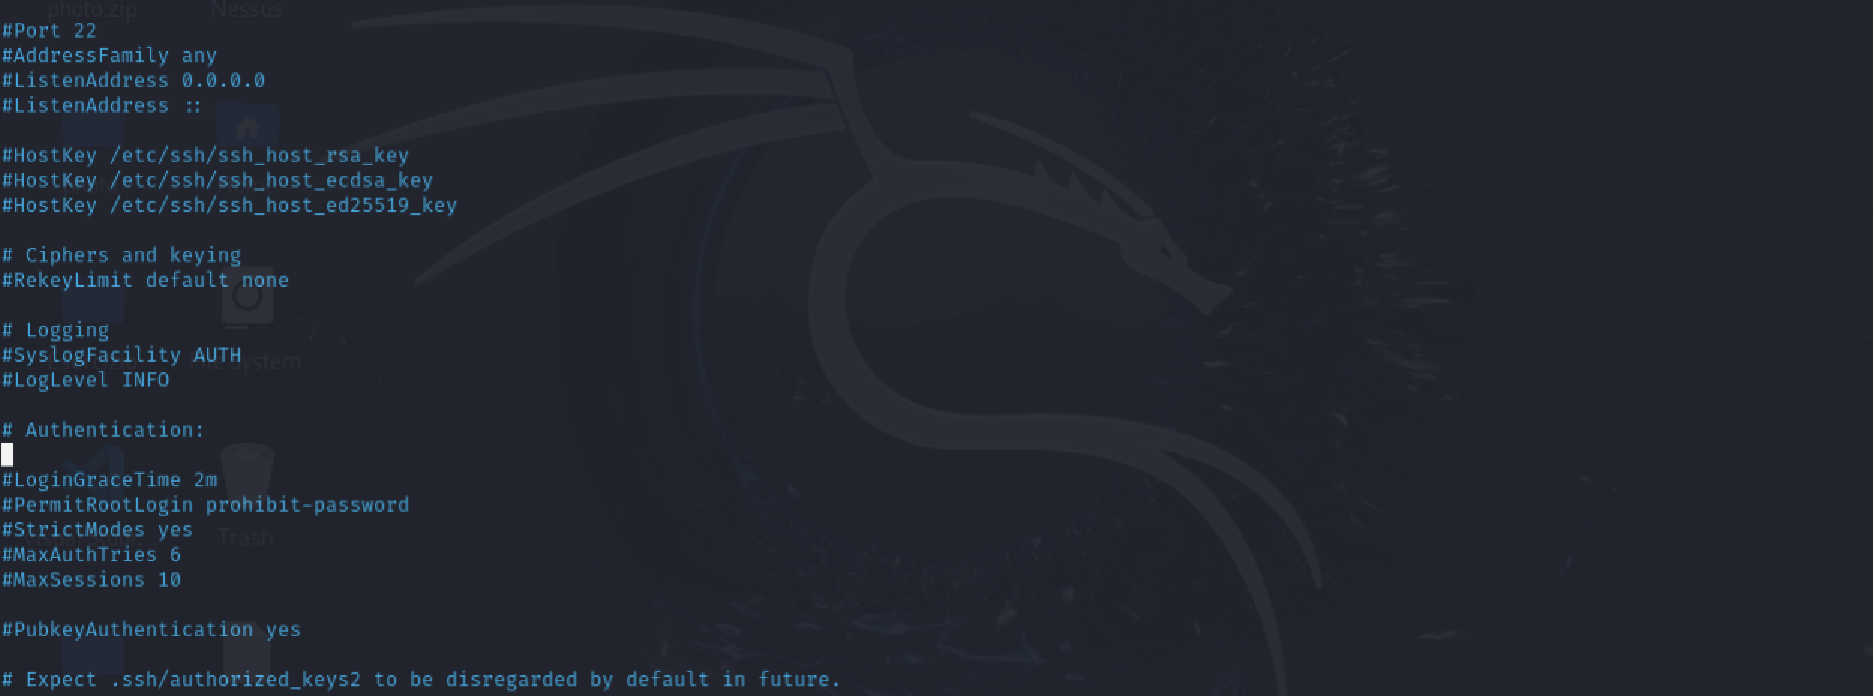 photo.zip Nessus
#Port 22
#AddressFamily any
#ListenAddress 0.0.0.0
#ListenAddress ::
#HostKey /etc/ssh/ssh_host_rsa_key
#HostKey /etc/ssh/ssh_host_ecdsa_key
#HostKey /etc/ssh/ssh_host_ed25519_key
# Ciphers and keying
#RekeyLimit default none
# Logging
#SyslogFacility AUTH
File System
#LogLevel INFO
# Authentication:
#LoginGraceTime 2m
#PermitRootLogin prohibit-password
#StrictModes yes
Trash
#MaxAuthTries 6
#MaxSessions 10
#PubkeyAuthentication yes
# Expect .ssh/authorized_keys2 to be disregarded by default in future.